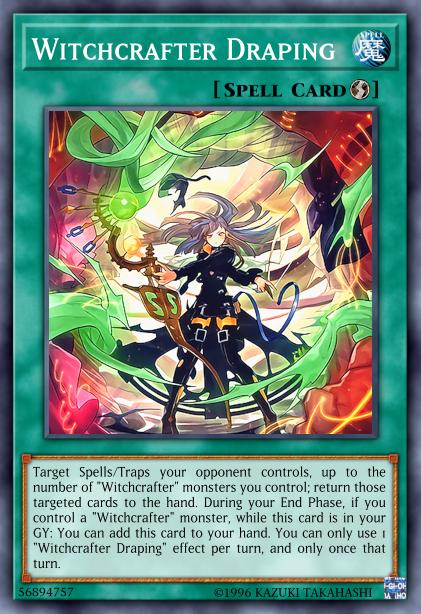 Witchcrafter Draping
SPELL
魔
[Spell Card]
SS
Target Spells/Traps your opponent controls, up to the
number of "Witchcrafter" monsters you control; return those
targeted cards to the hand. During your End Phase, if you
control a "Witchcrafter" monster, while this card is in your
GY: You can add this card to your hand. You can only use 1
"Witchcrafter Draping" effect per turn, and only once that
turn.
56894757
©1996 KAZUKI TAKAHASHI